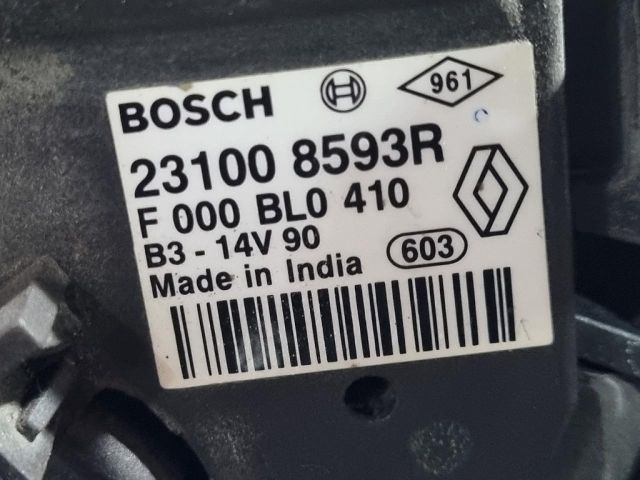 BOSCH
961
23100 8593R
F 000 BL0 410
B3 - 14V 90
603
Made in India